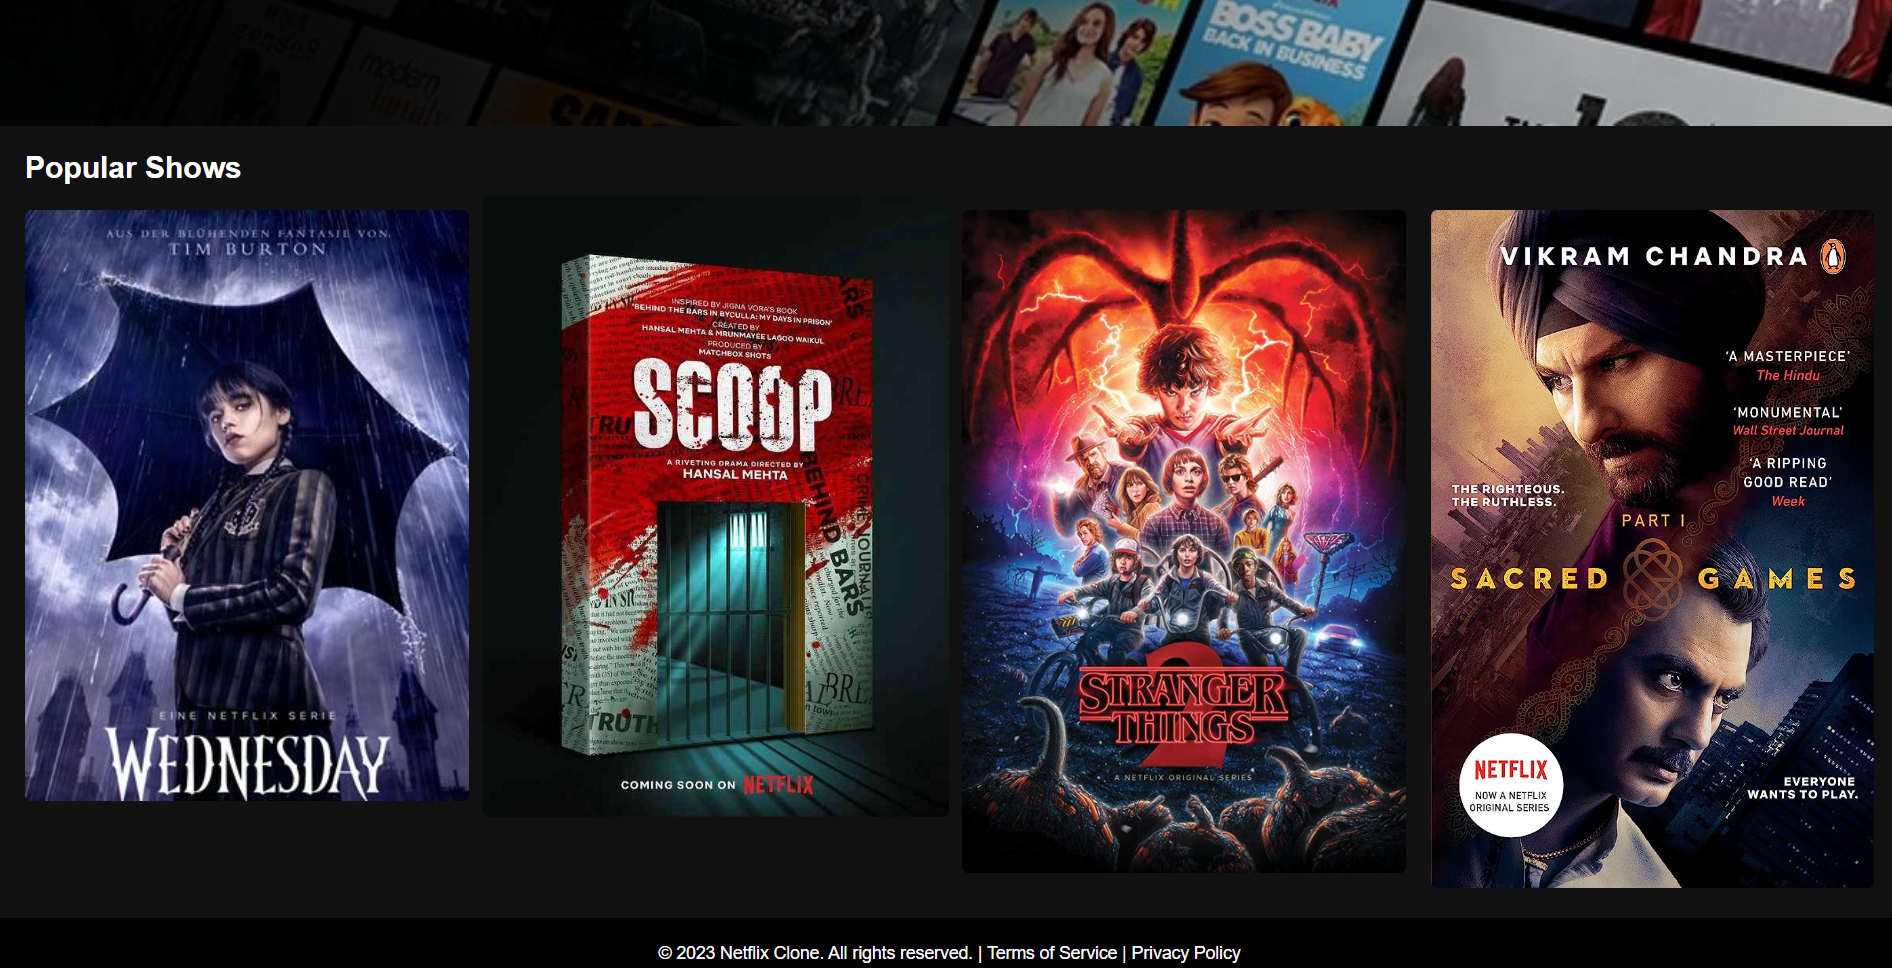 modern
family
BOSS BABY
BACK IN BUSINESS
Popular Shows
AUS DER BLÜHENDEN FANTASIE VON
TIM BURTON
EINE NETFLIX SERIE
WEDNESDAY
INSPIRED BY JIGNA VORA'S BOOK
'BEHIND THE BARS IN BYCULLA: MY DAYS IN PRISON'
CREATED BY
HANSAL MEHTA & MRUNMAYEE LAGOO WAIKUL
PRODUCED BY
MATCHBOX SHOTS
SCOOP
A RIVETING DRAMA DIRECTED BY
HANSAL MEHTA
BEHIND BARS
TRUTH
COMING SOON ON NETFLIX
STRANGER
THINGS
2
A NETFLIX ORIGINAL SERIES
VIKRAM CHANDRA
'A MASTERPIECE'
The Hindu
'MONUMENTAL'
Wall Street Journal
'A RIPPING
GOOD READ'
Week
THE RIGHTEOUS.
THE RUTHLESS.
PART I
SACRED GAMES
NETFLIX
NOW A NETFLIX
ORIGINAL SERIES
EVERYONE
WANTS TO PLAY.
© 2023 Netflix Clone. All rights reserved. | Terms of Service | Privacy Policy